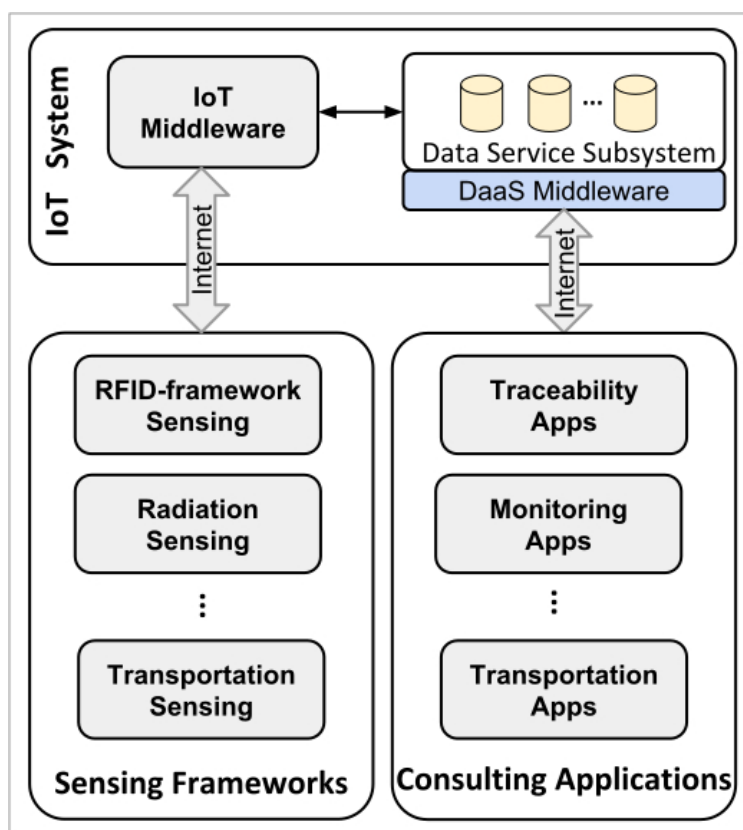 IoT System
IoT
Middleware
...
Data Service Subsystem
DaaS Middleware
Internet
Internet
RFID-framework
Sensing
Radiation
Sensing
...
Transportation
Sensing
Sensing Frameworks
Traceability
Apps
Monitoring
Apps
...
Transportation
Apps
Consulting Applications